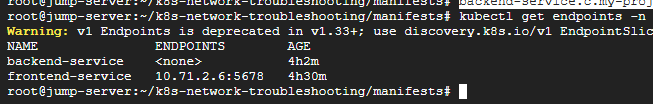 root@jump-server:~/k8s-network-troubleshooting/manifests# backend-service.c.my-proj
root@jump-server:~/k8s-network-troubleshooting/manifests# kubectl get endpoints -n
Warning: v1 Endpoints is deprecated in v1.33+; use discovery.k8s.io/v1 EndpointSlic
NAME ENDPOINTS AGE
backend-service <none> 4h2m
frontend-service 10.71.2.6:5678 4h30m
root@jump-server:~/k8s-network-troubleshooting/manifests#